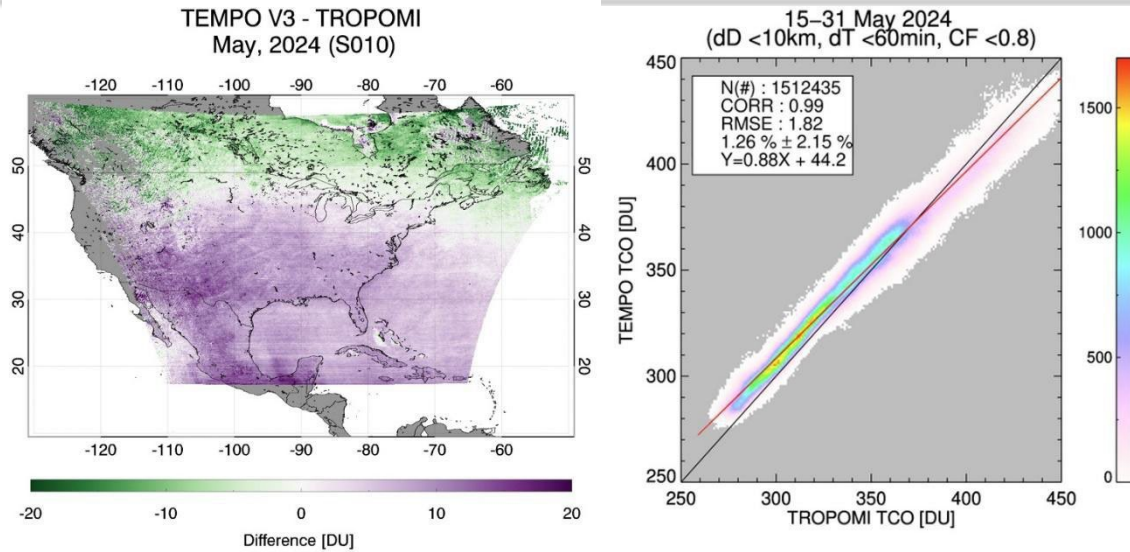 TEMPO V3 - TROPOMI
May, 2024 (S010)
-120 -110 -100 -90 -80 -70 -60
50 50
40 40
30 30
20 20
-120 -110 -100 -90 -80 -70 -60
-20 -10 0 10 20
Difference [DU]
15–31 May 2024
(dD <10km, dT <60min, CF <0.8)
N(#) : 1512435
CORR : 0.99
RMSE : 1.82
1.26 % ± 2.15 %
Y=0.88X + 44.2
TEMPO TCO [DU]
450
400
350
300
250
250 300 350 400 450
TROPOMI TCO [DU]
1500
1000
500
0